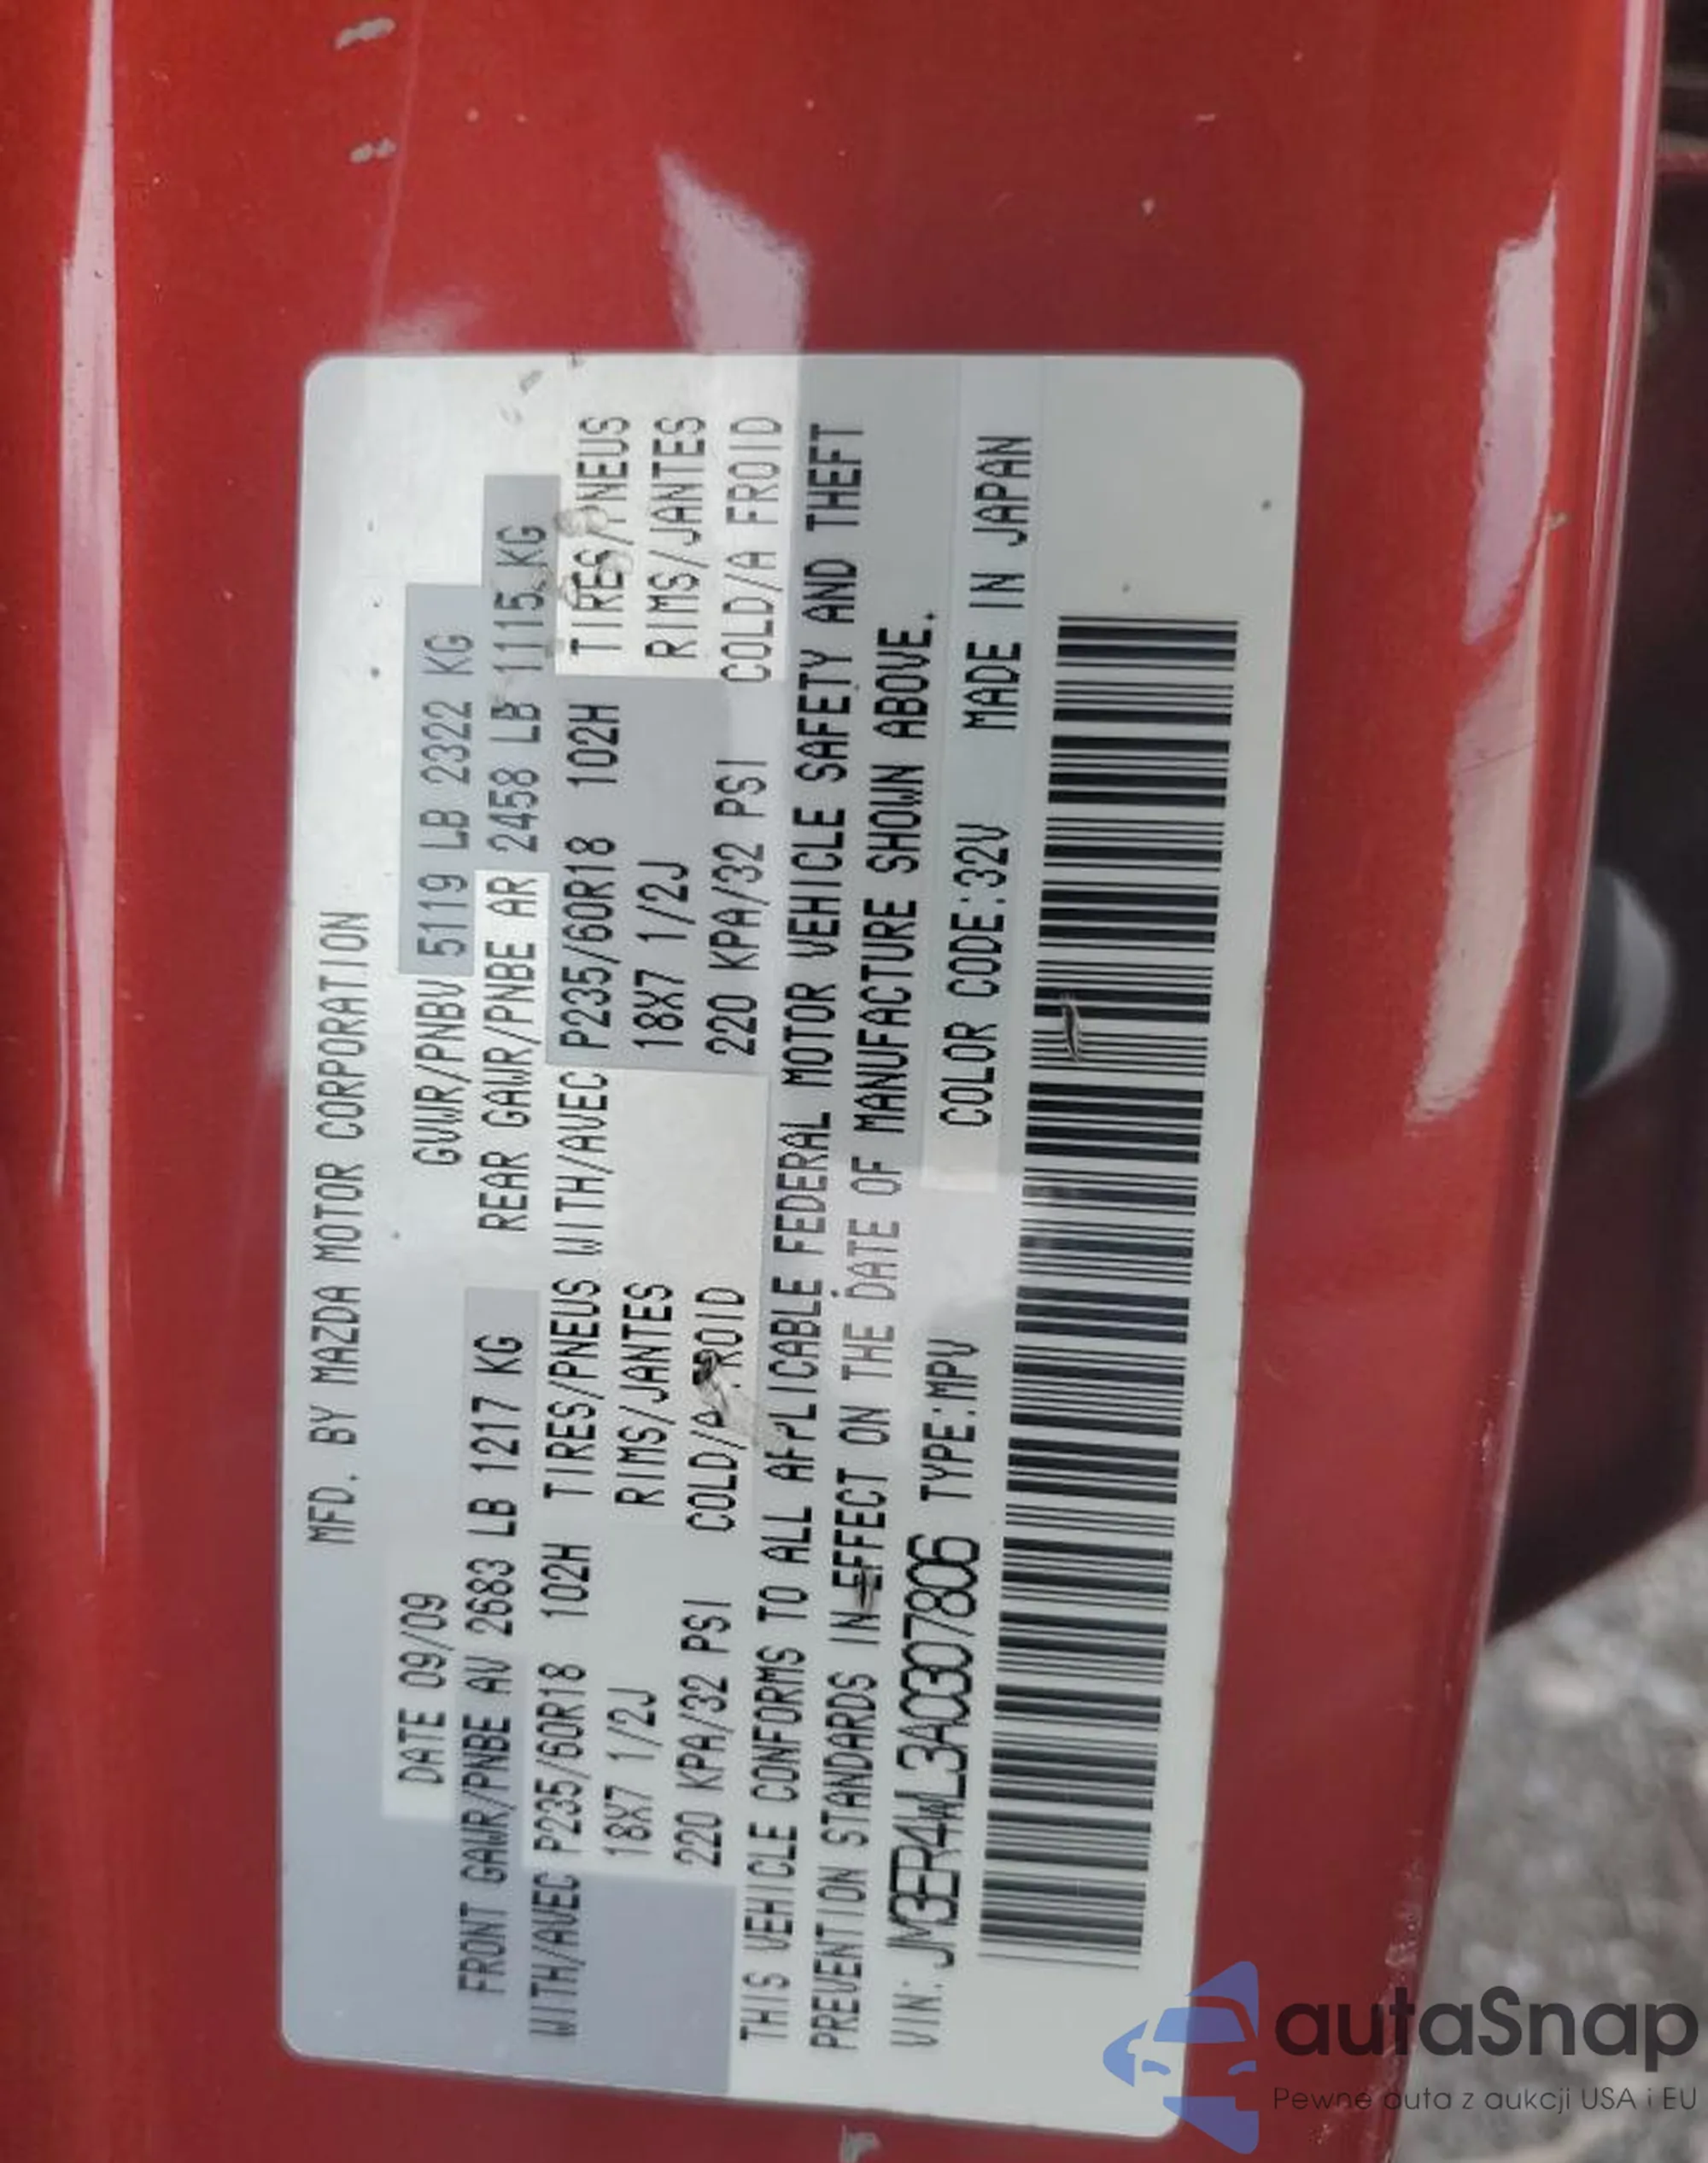 MFD. BY MAZDA MOTOR CORPORATION
DATE 09/09 GVWR/PNBV 5119 LB 2322 KG
FRONT GAWR/PNBE AV 2683 LB 1217 KG REAR GAWR/PNBE AR 2458 LB 1115 KG
WITH/AVEC P235/60R18 102H TIRES/PNEUS WITH/AVEC P235/60R18 102H TIRES/PNEUS
18X7 1/2J RIMS/JANTES 18X7 1/2J RIMS/JANTES
220 KPA/32 PSI COLD/A FROID 220 KPA/32 PSI COLD/A FROID
THIS VEHICLE CONFORMS TO ALL APPLICABLE FEDERAL MOTOR VEHICLE SAFETY AND THEFT
PREVENTION STANDARDS IN EFFECT ON THE DATE OF MANUFACTURE SHOWN ABOVE.
VIN: JM3ER4WL3A0307806 TYPE:MPV COLOR CODE:32V MADE IN JAPAN
autaSnap
Pewne auta z aukcji USA i EU